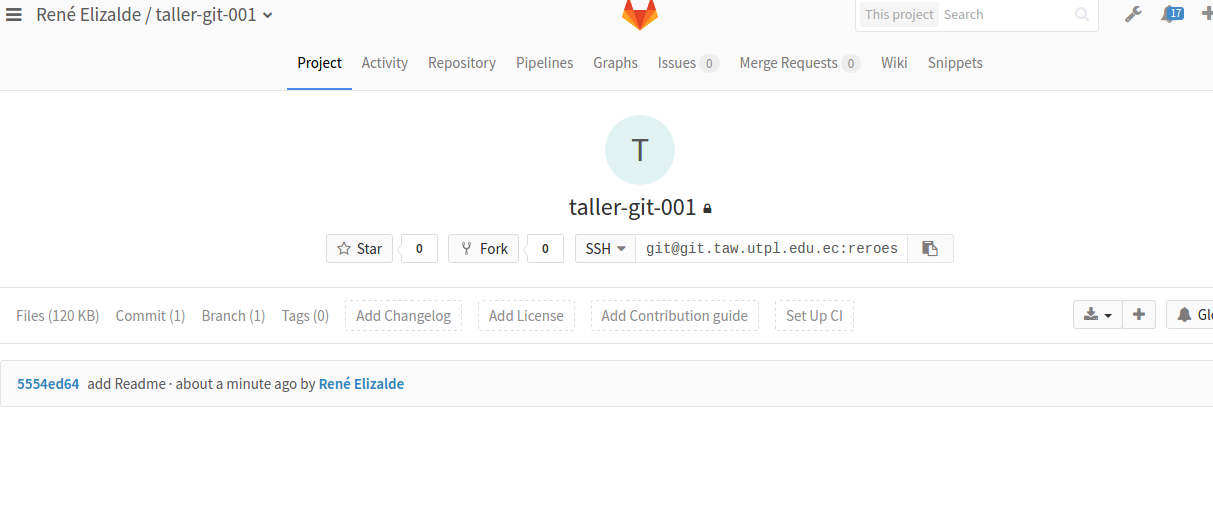 René Elizalde / taller-git-001
This project Search
17
Project Activity Repository Pipelines Graphs Issues 0 Merge Requests 0 Wiki Snippets
T
taller-git-001
Star 0 Fork 0 SSH git@git.taw.utpl.edu.ec:reroes
Files (120 KB) Commit (1) Branch (1) Tags (0) Add Changelog Add License Add Contribution guide Set Up CI
5554ed64 add Readme · about a minute ago by René Elizalde